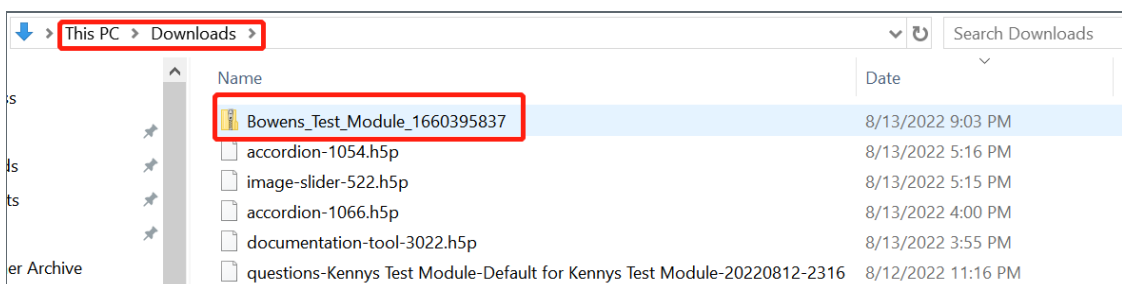 This PC > Downloads >
Search Downloads
Name
Date
Bowens_Test_Module_1660395837
8/13/2022 9:03 PM
accordion-1054.h5p
8/13/2022 5:16 PM
image-slider-522.h5p
8/13/2022 5:15 PM
accordion-1066.h5p
8/13/2022 4:00 PM
documentation-tool-3022.h5p
8/13/2022 3:55 PM
er Archive
questions-Kennys Test Module-Default for Kennys Test Module-20220812-2316
8/12/2022 11:16 PM